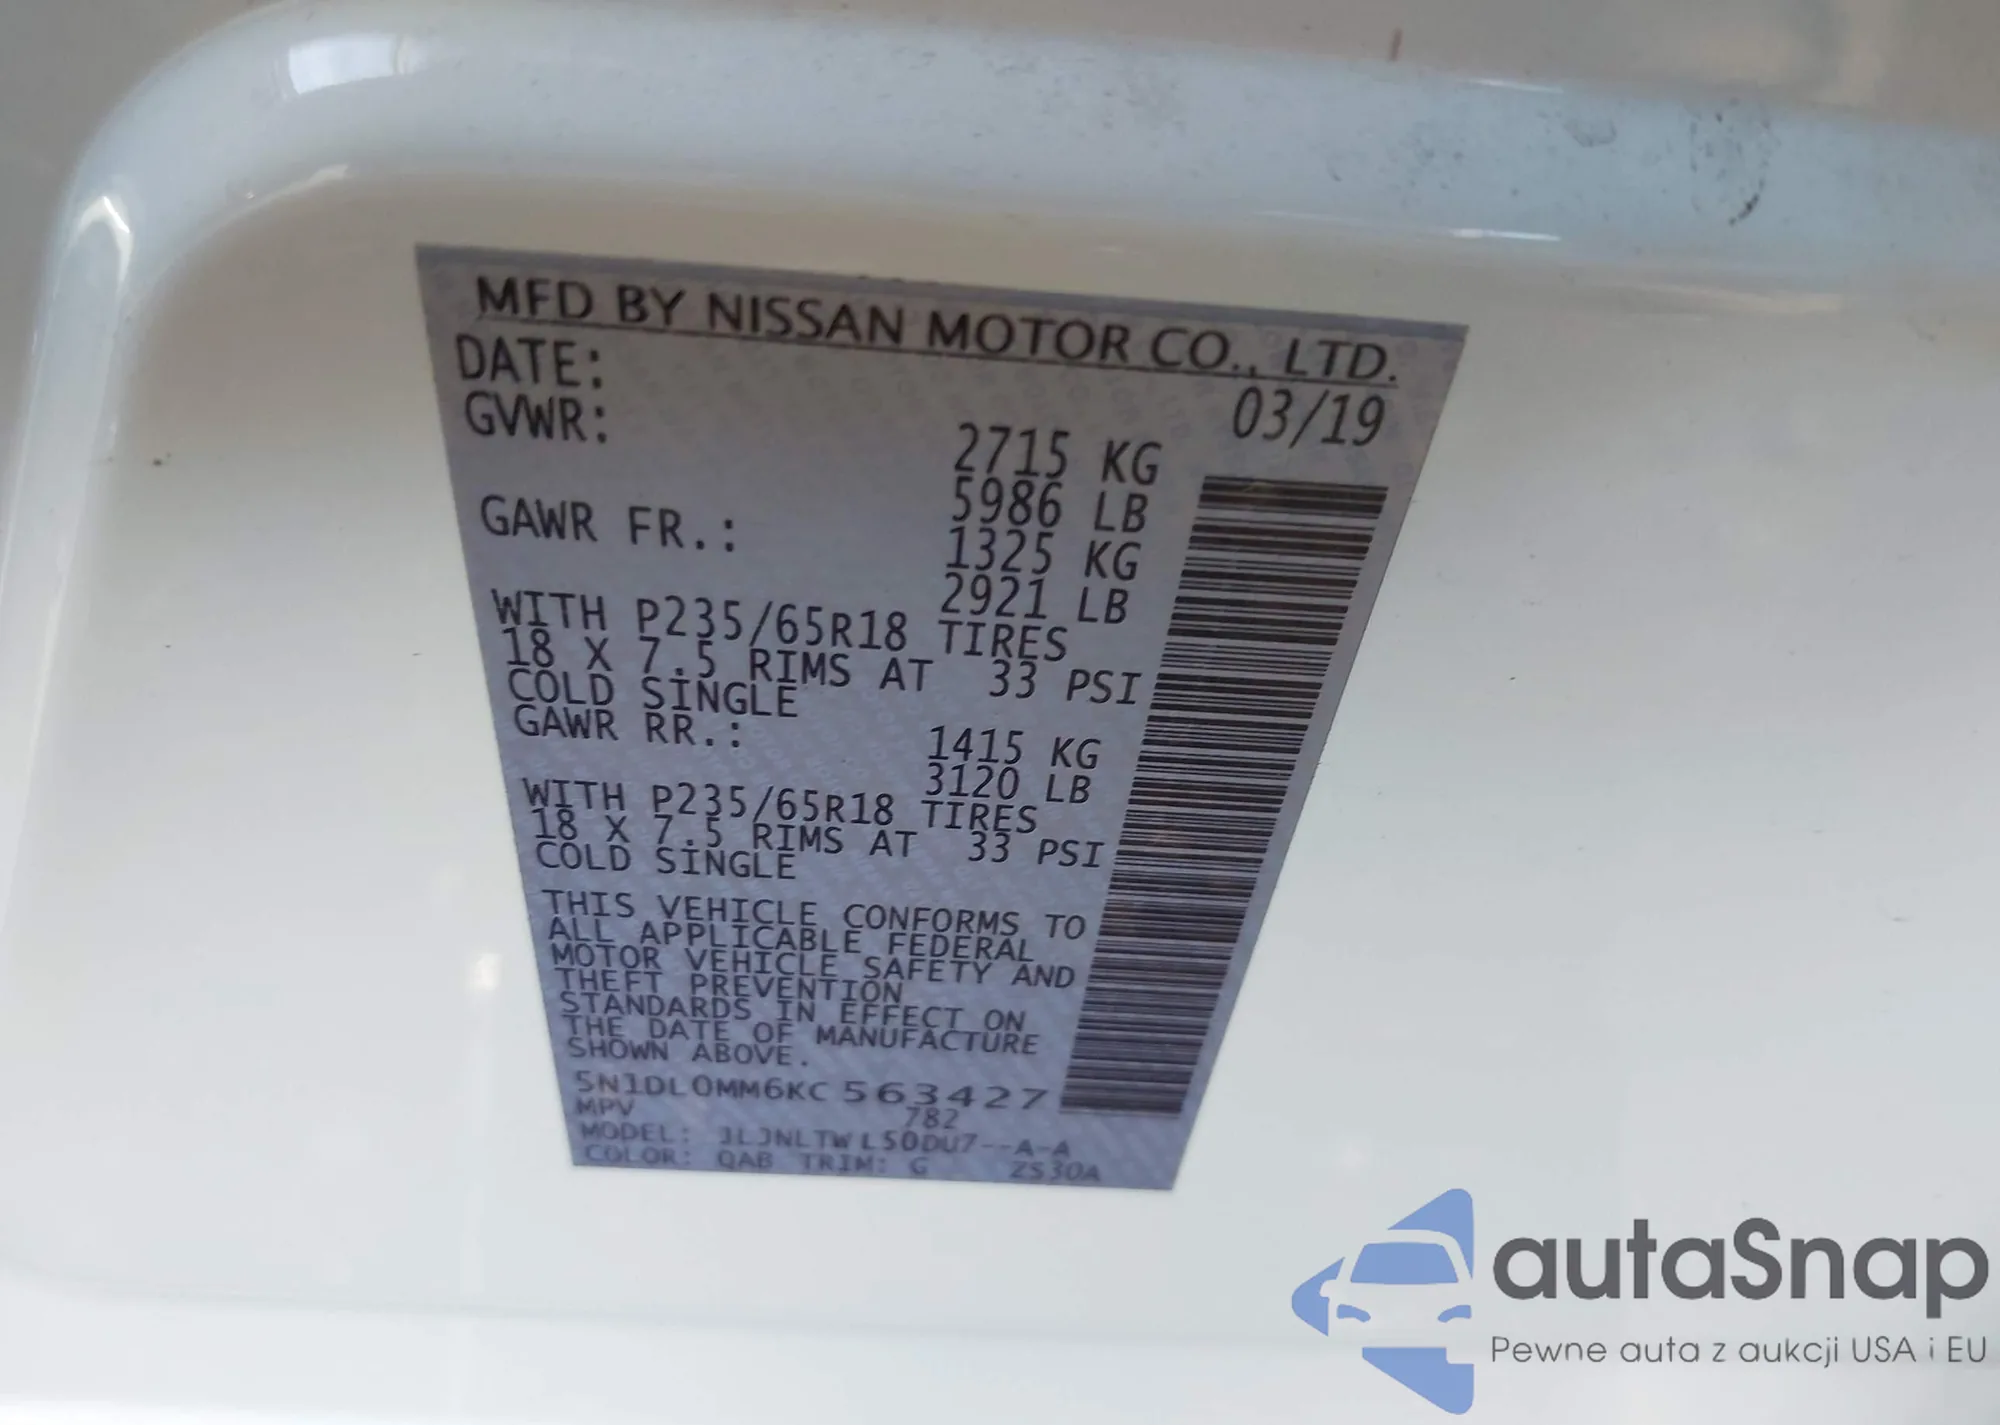 MFD BY NISSAN MOTOR CO., LTD.
DATE: 03/19
GVWR: 2715 KG
5986 LB
GAWR FR.: 1325 KG
2921 LB
WITH P235/65R18 TIRES
18 X 7.5 RIMS AT 33 PSI
COLD SINGLE
GAWR RR.: 1415 KG
3120 LB
WITH P235/65R18 TIRES
18 X 7.5 RIMS AT 33 PSI
COLD SINGLE
THIS VEHICLE CONFORMS TO
ALL APPLICABLE FEDERAL
MOTOR VEHICLE SAFETY AND
THEFT PREVENTION
STANDARDS IN EFFECT ON
THE DATE OF MANUFACTURE
SHOWN ABOVE.
5N1DL0MM6KC563427
MPV 782
MODEL: JLJNLTWL50DU7--A-A
COLOR: QAB TRIM: G ZS30A
autaSnap
Pewne auta z aukcji USA i EU